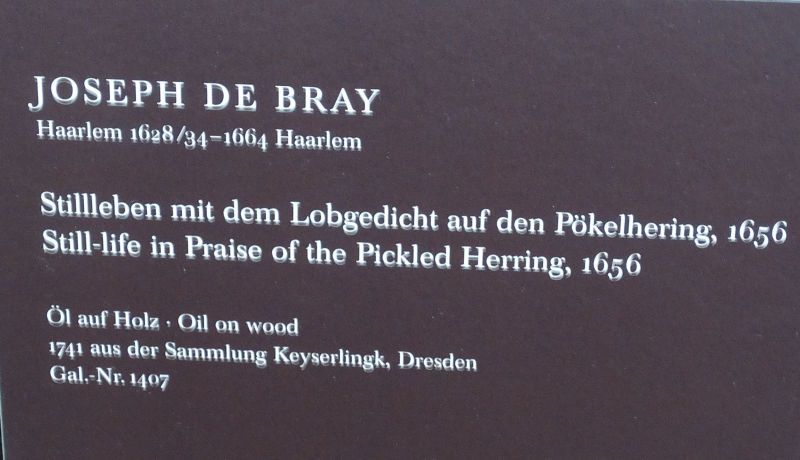 JOSEPH DE BRAY
Haarlem 1628/34–1664 Haarlem
Stillleben mit dem Lobgedicht auf den Pökelhering, 1656
Still-life in Praise of the Pickled Herring, 1656
Öl auf Holz · Oil on wood
1741 aus der Sammlung Keyserlingk, Dresden
Gal.-Nr. 1407